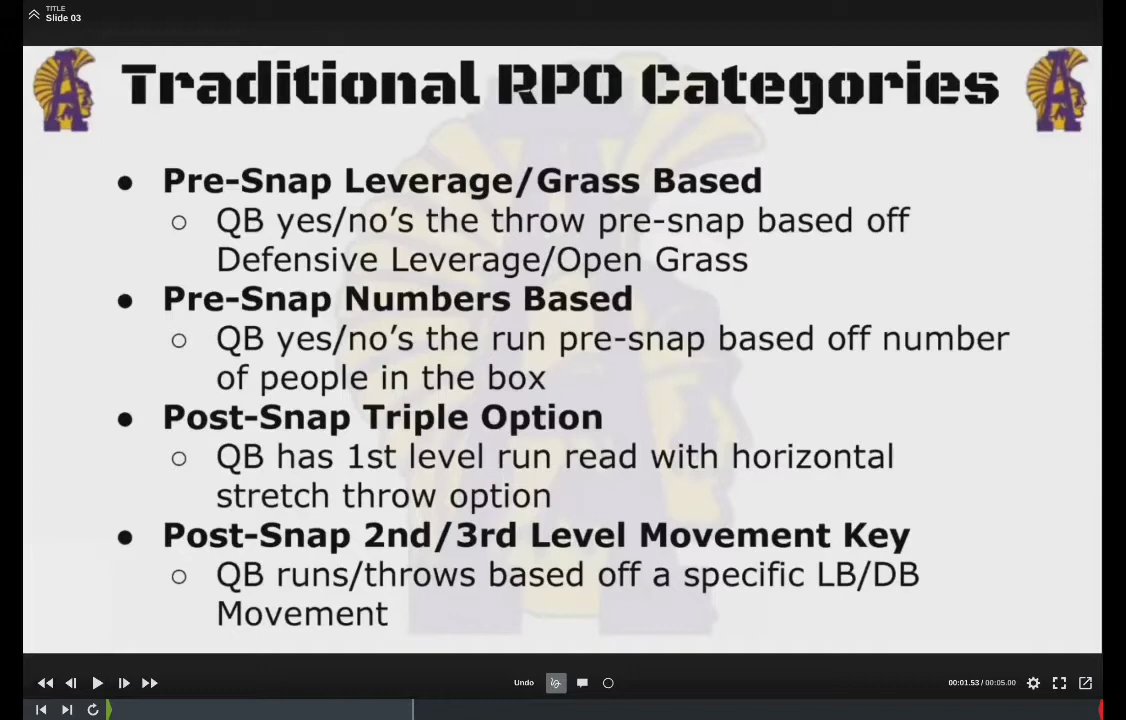 TITLE
Slide 03
Traditional RPO Categories
● Pre-Snap Leverage/Grass Based
○ QB yes/no's the throw pre-snap based off
Defensive Leverage/Open Grass
● Pre-Snap Numbers Based
○ QB yes/no's the run pre-snap based off number
of people in the box
● Post-Snap Triple Option
○ QB has 1st level run read with horizontal
stretch throw option
● Post-Snap 2nd/3rd Level Movement Key
○ QB runs/throws based off a specific LB/DB
Movement
Undo
00:01.53 / 00:05.00